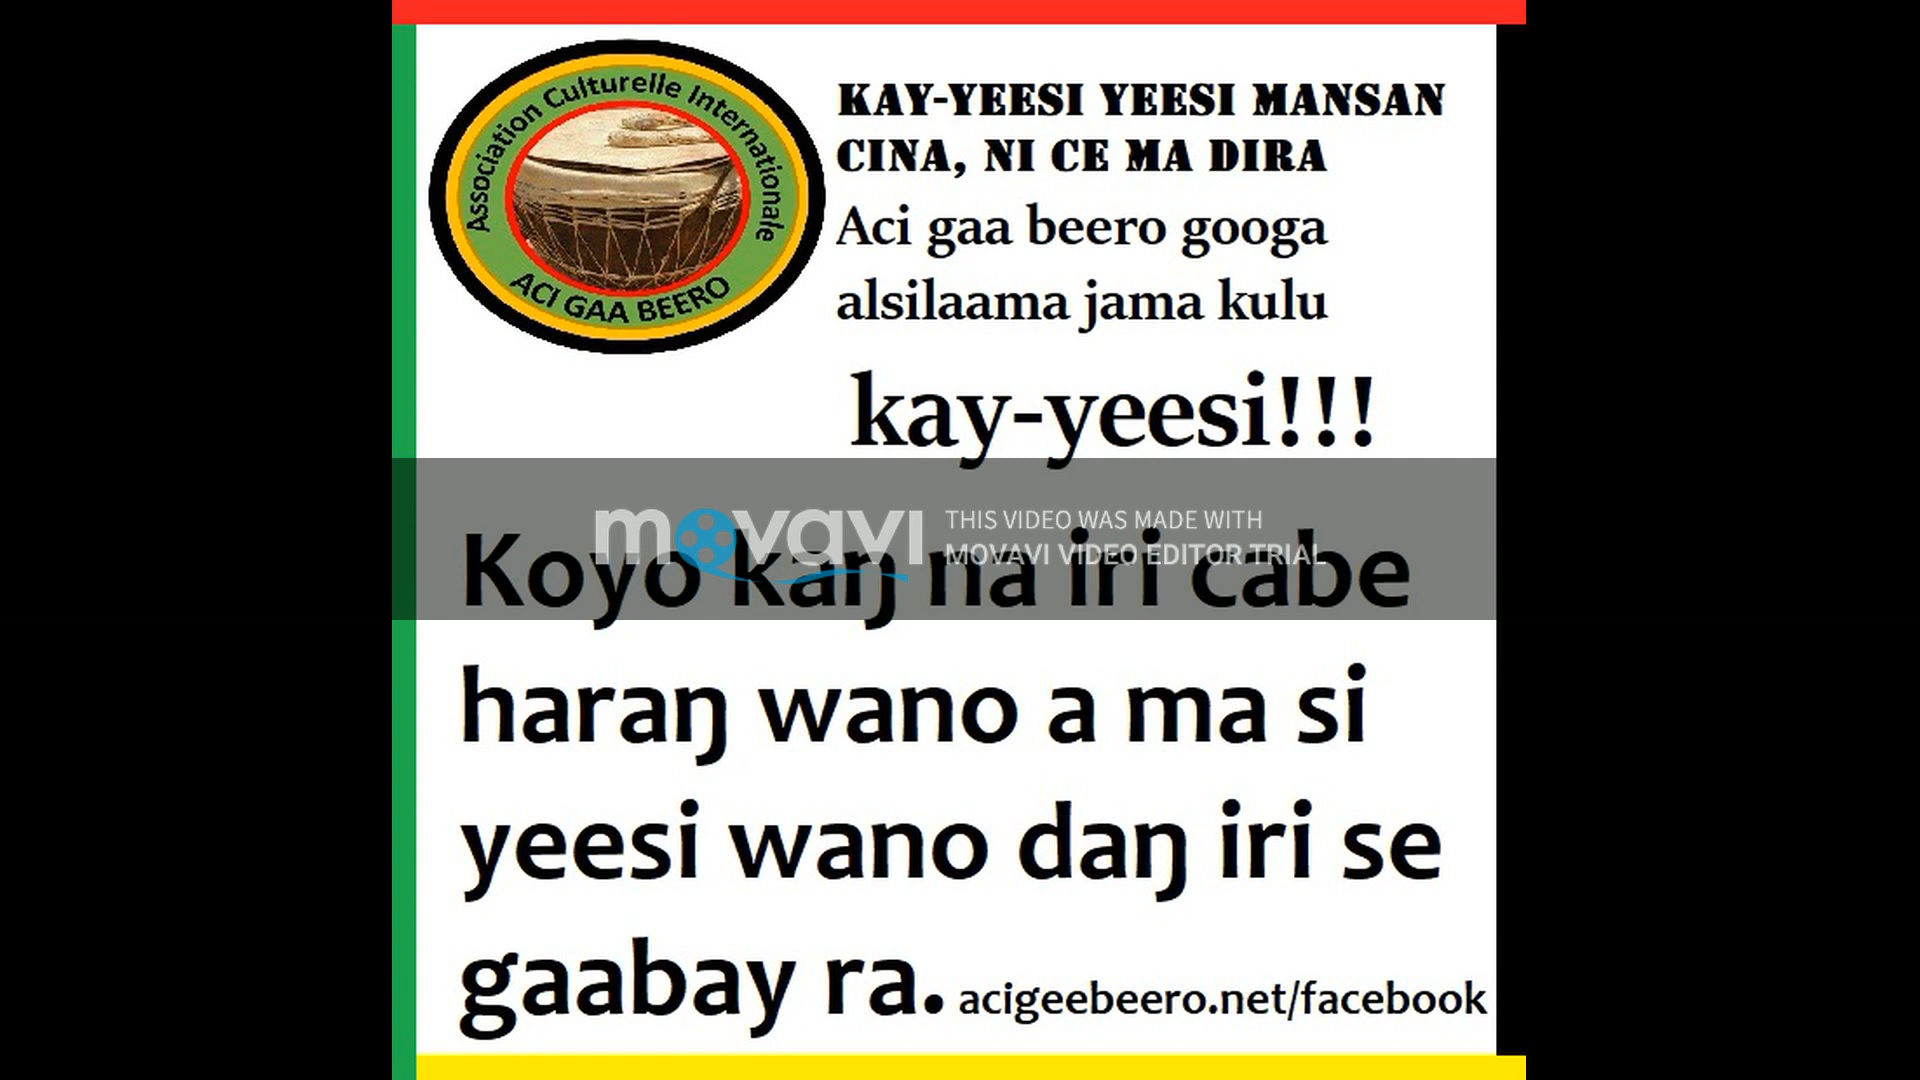 Association Culturelle Internationale
ACI GAA BEERO
KAY-YEESI YEESI MANSAN
CINA, NI CE MA DIRA
Aci gaa beero googa
alsilaama jama kulu
kay-yeesi!!!
movavi
THIS VIDEO WAS MADE WITH
MOVAVI VIDEO EDITOR TRIAL
Koyo kaŋ na iri cabe
haraŋ wano a ma si
yeesi wano daŋ iri se
gaabay ra.
acigeebeero.net/facebook